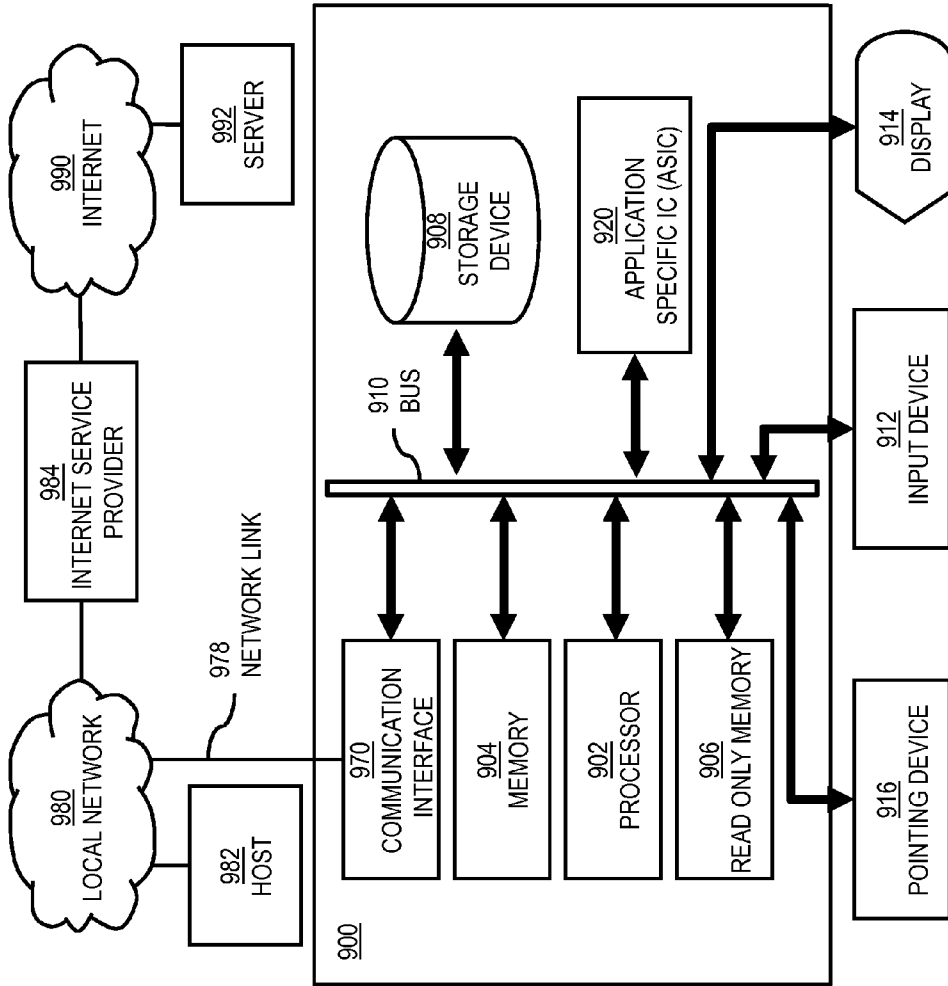 980
LOCAL NETWORK
984
INTERNET SERVICE
PROVIDER
990
INTERNET
982
HOST
978
NETWORK LINK
992
SERVER
900
970
COMMUNICATION
INTERFACE
910
BUS
908
STORAGE
DEVICE
904
MEMORY
902
PROCESSOR
920
APPLICATION
SPECIFIC IC (ASIC)
906
READ ONLY MEMORY
916
POINTING DEVICE
912
INPUT DEVICE
914
DISPLAY